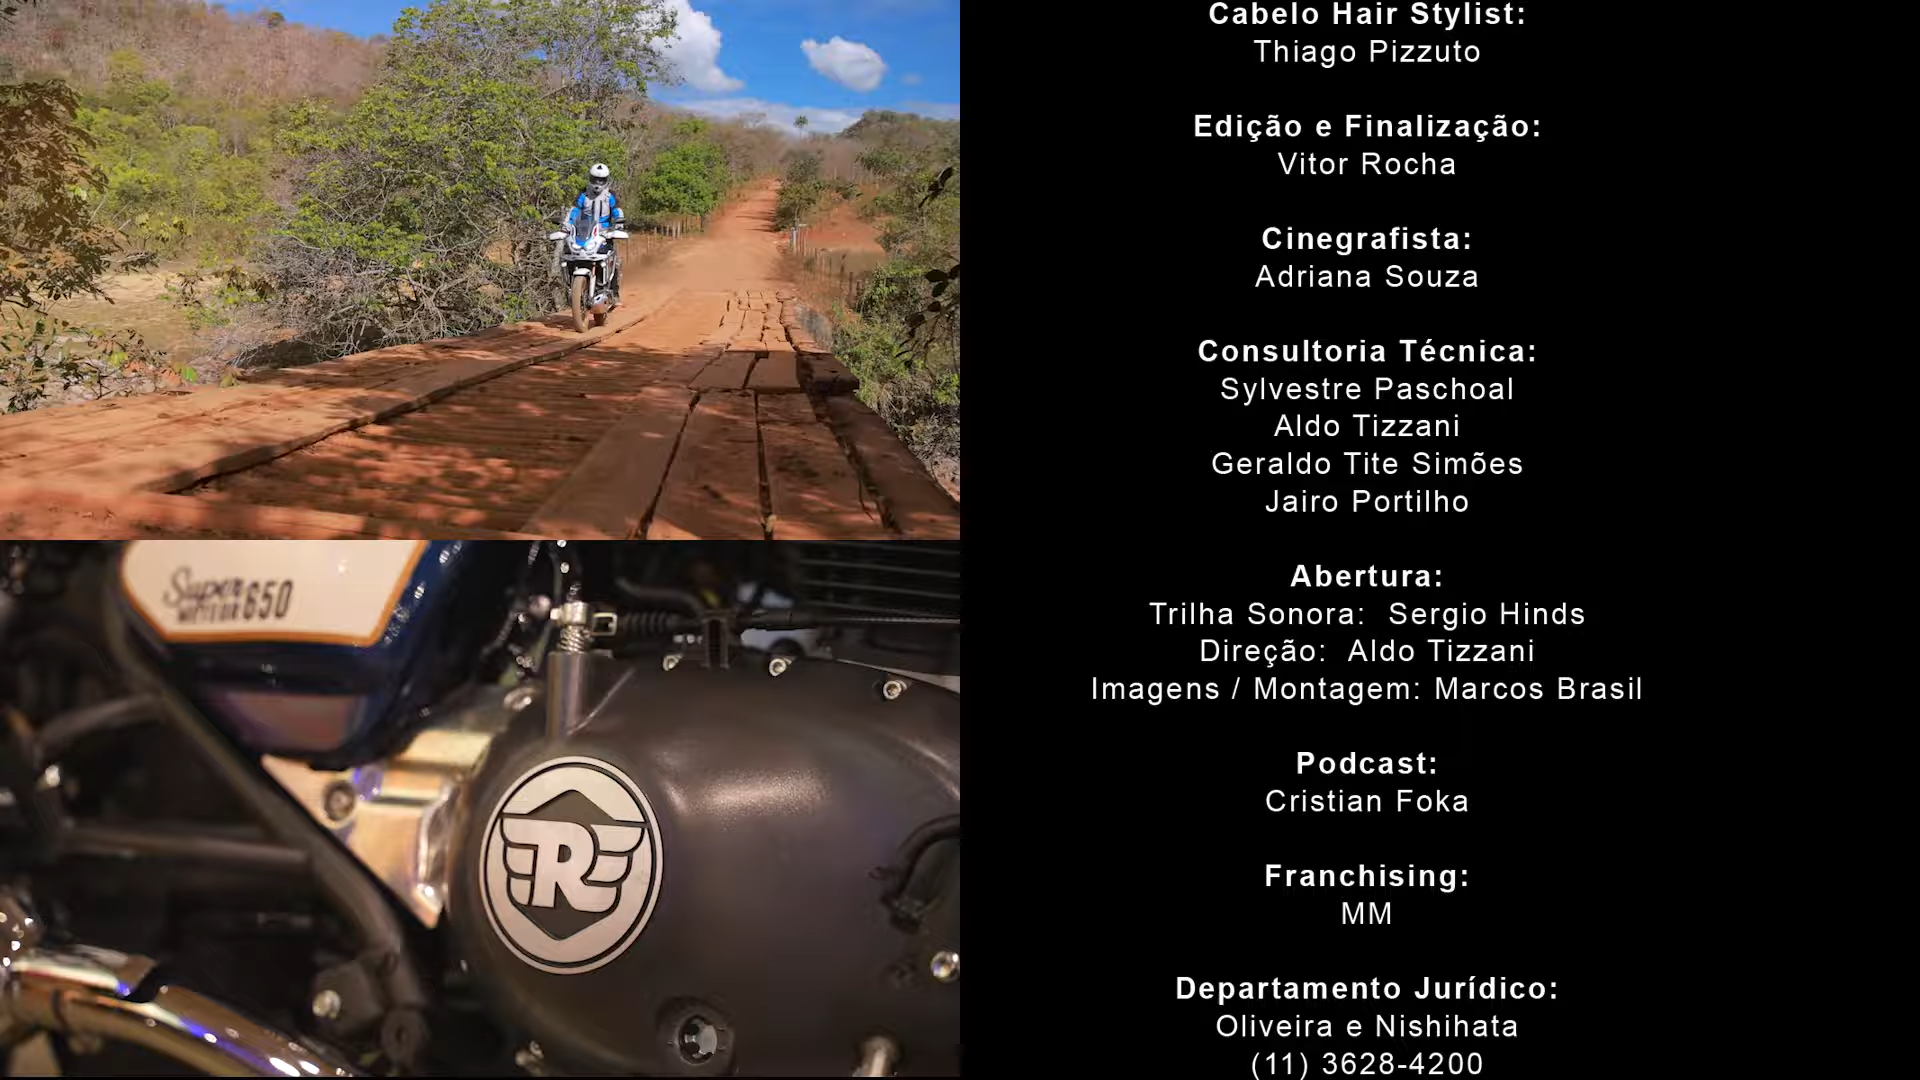 Super
METEOR 650
R
Cabelo Hair Stylist:
Thiago Pizzuto
Edição e Finalização:
Vitor Rocha
Cinegrafista:
Adriana Souza
Consultoria Técnica:
Sylvestre Paschoal
Aldo Tizzani
Geraldo Tite Simões
Jairo Portilho
Abertura:
Trilha Sonora: Sergio Hinds
Direção: Aldo Tizzani
Imagens / Montagem: Marcos Brasil
Podcast:
Cristian Foka
Franchising:
MM
Departamento Jurídico:
Oliveira e Nishihata
(11) 3628-4200